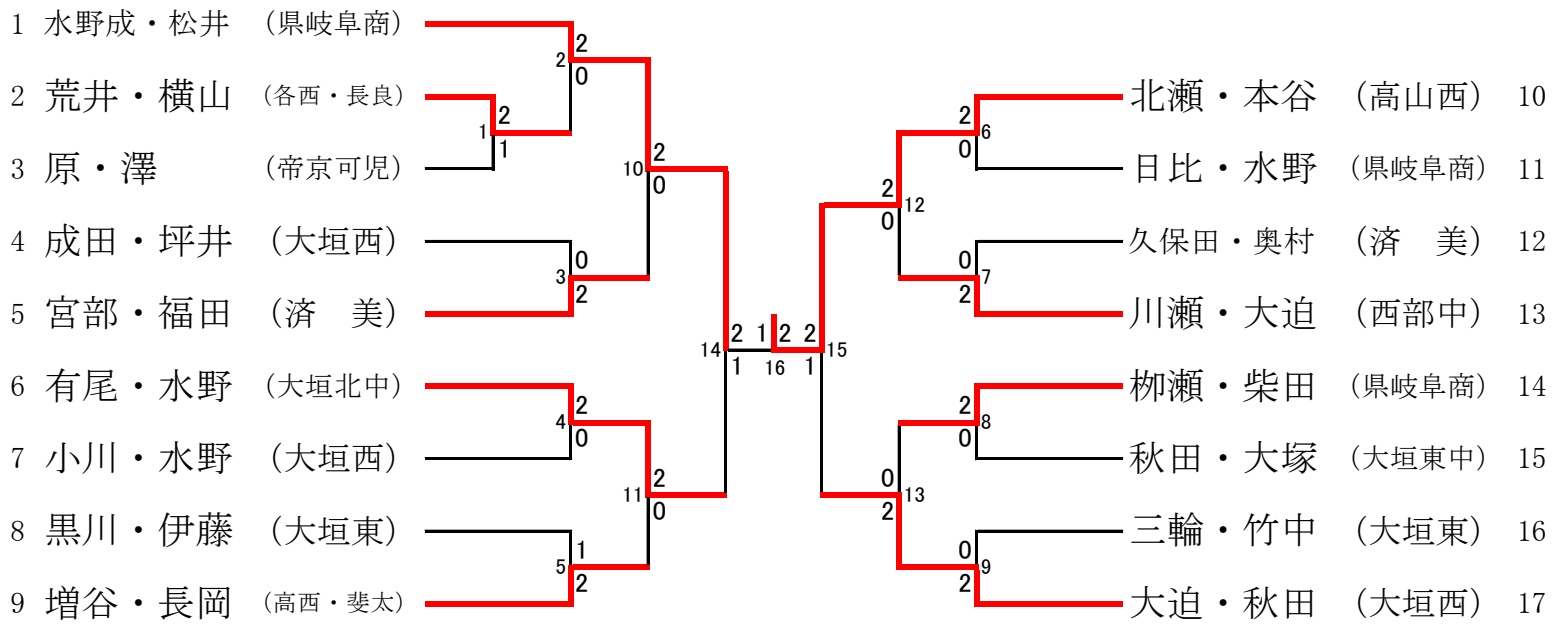 1 水野成・松井 (県岐阜商)
2 荒井・横山 (各西・長良)
3 原・澤 (帝京可児)
4 成田・坪井 (大垣西)
5 宮部・福田 (済 美)
6 有尾・水野 (大垣北中)
7 小川・水野 (大垣西)
8 黒川・伊藤 (大垣東)
9 増谷・長岡 (高西・斐太)
2
2
0
2
1
1
2
10
0
0
3
2
2
4
0
2
11
0
1
5
2
2
14
1
1 2
16
2
15
1
2
6
0
2
12
0
0
7
2
2
8
0
0
13
2
0
9
2
北瀬・本谷 (高山西) 10
日比・水野 (県岐阜商) 11
久保田・奥村 (済 美) 12
川瀬・大迫 (西部中) 13
栁瀬・柴田 (県岐阜商) 14
秋田・大塚 (大垣東中) 15
三輪・竹中 (大垣東) 16
大迫・秋田 (大垣西) 17